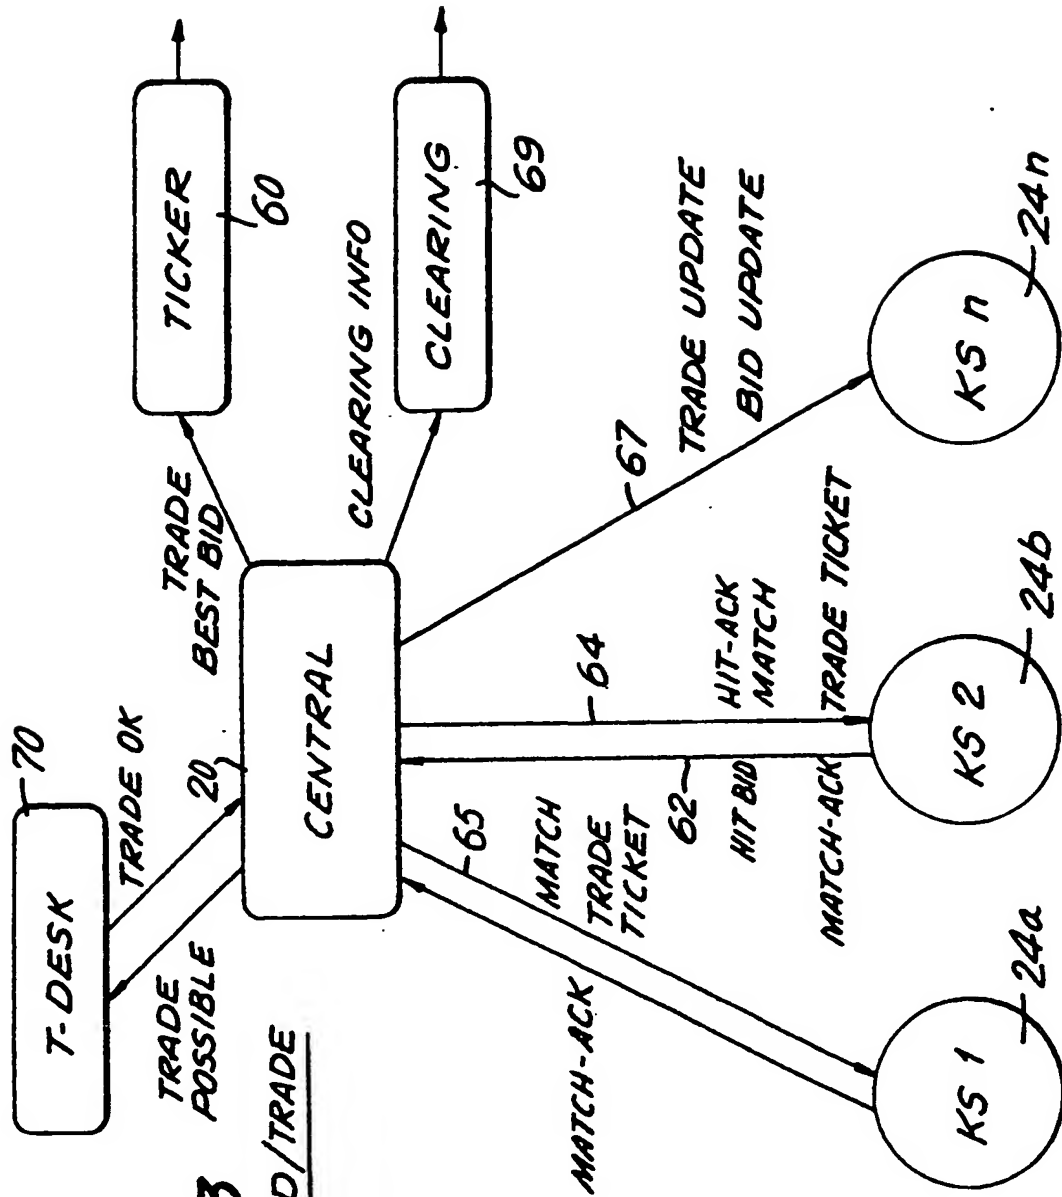 T-DESK
70
TRADE
POSSIBLE
TRADE OK
3
D/TRADE
20
CENTRAL
TRADE
BEST BID
TICKER
60
CLEARING INFO
CLEARING
69
MATCH-ACK
65
MATCH
TRADE
TICKET
62
HIT BID
MATCH-ACK
64
HIT-ACK
MATCH
TRADE TICKET
67
TRADE UPDATE
BID UPDATE
KS 1
24a
KS 2
24b
KS n
24n